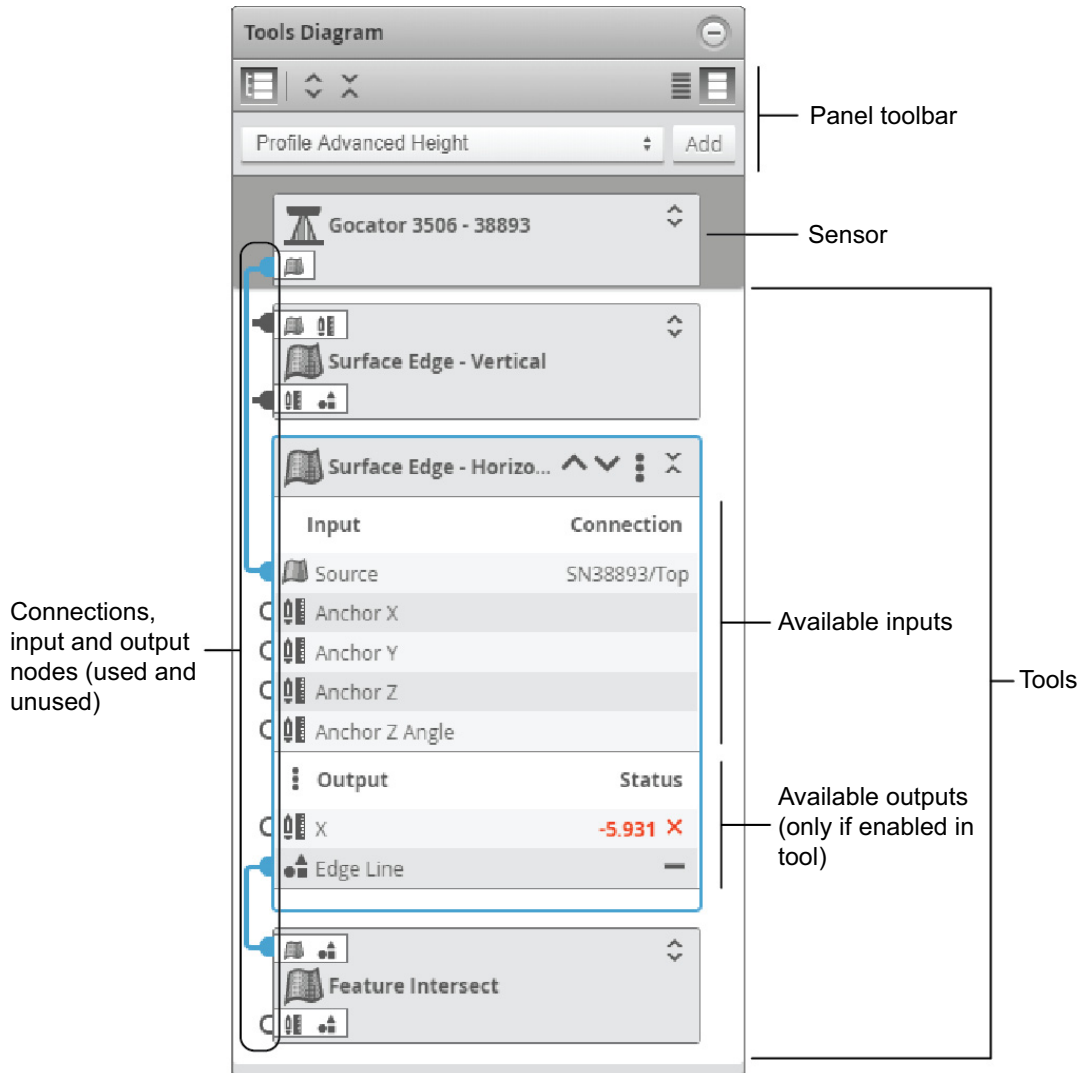 Tools Diagram
Panel toolbar
Profile Advanced Height
Add
Gocator 3506 - 38893
Sensor
Surface Edge - Vertical
Surface Edge - Horizo...
Input Connection
Source SN38893/Top
Anchor X
Anchor Y
Anchor Z
Anchor Z Angle
Connections,
input and output
nodes (used and
unused)
Available inputs
Tools
Output Status
X -5.931
Edge Line
Available outputs
(only if enabled in
tool)
Feature Intersect